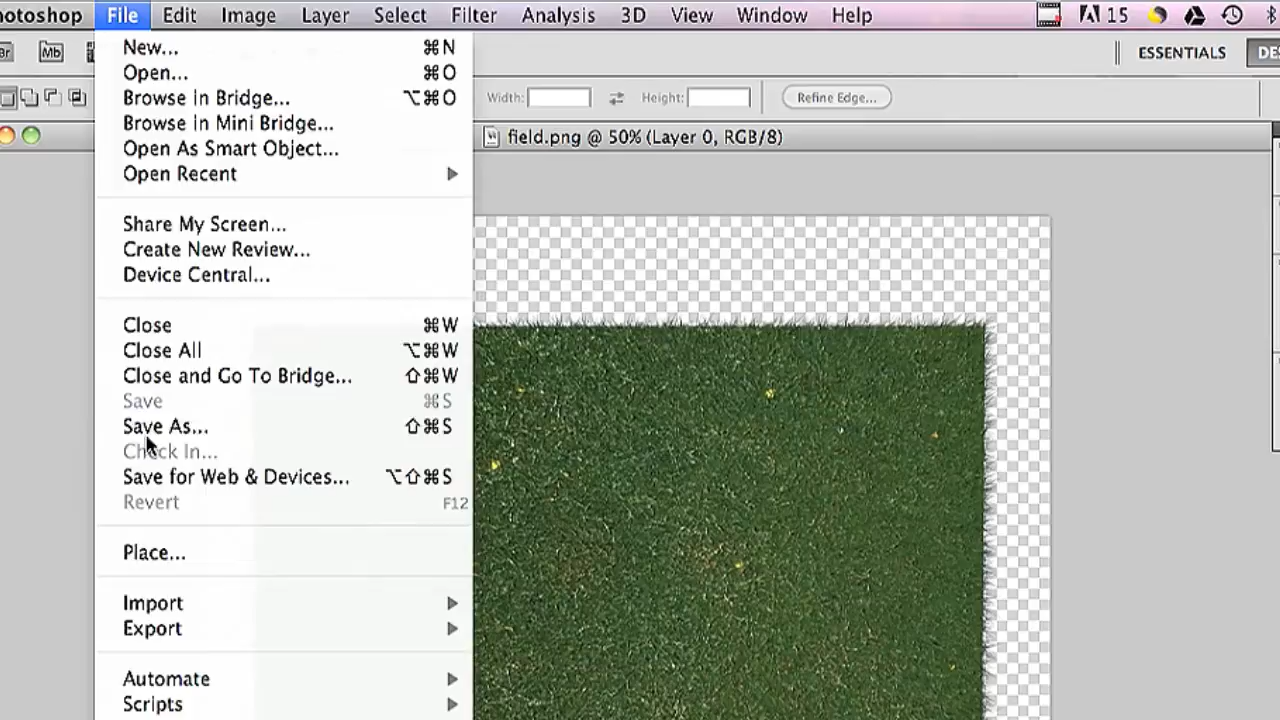 otoshop File Edit Image Layer Select Filter Analysis 3D View Window Help 15
Br Mb ESSENTIALS DES
Width: Height: Refine Edge...
field.png @ 50% (Layer 0, RGB/8)
New... ⌘N
Open... ⌘O
Browse in Bridge... ⌥⌘O
Browse in Mini Bridge...
Open As Smart Object...
Open Recent
Share My Screen...
Create New Review...
Device Central...
Close ⌘W
Close All ⌥⌘W
Close and Go To Bridge... ⇧⌘W
Save ⌘S
Save As... ⇧⌘S
Check In...
Save for Web & Devices... ⌥⇧⌘S
Revert F12
Place...
Import
Export
Automate
Scripts